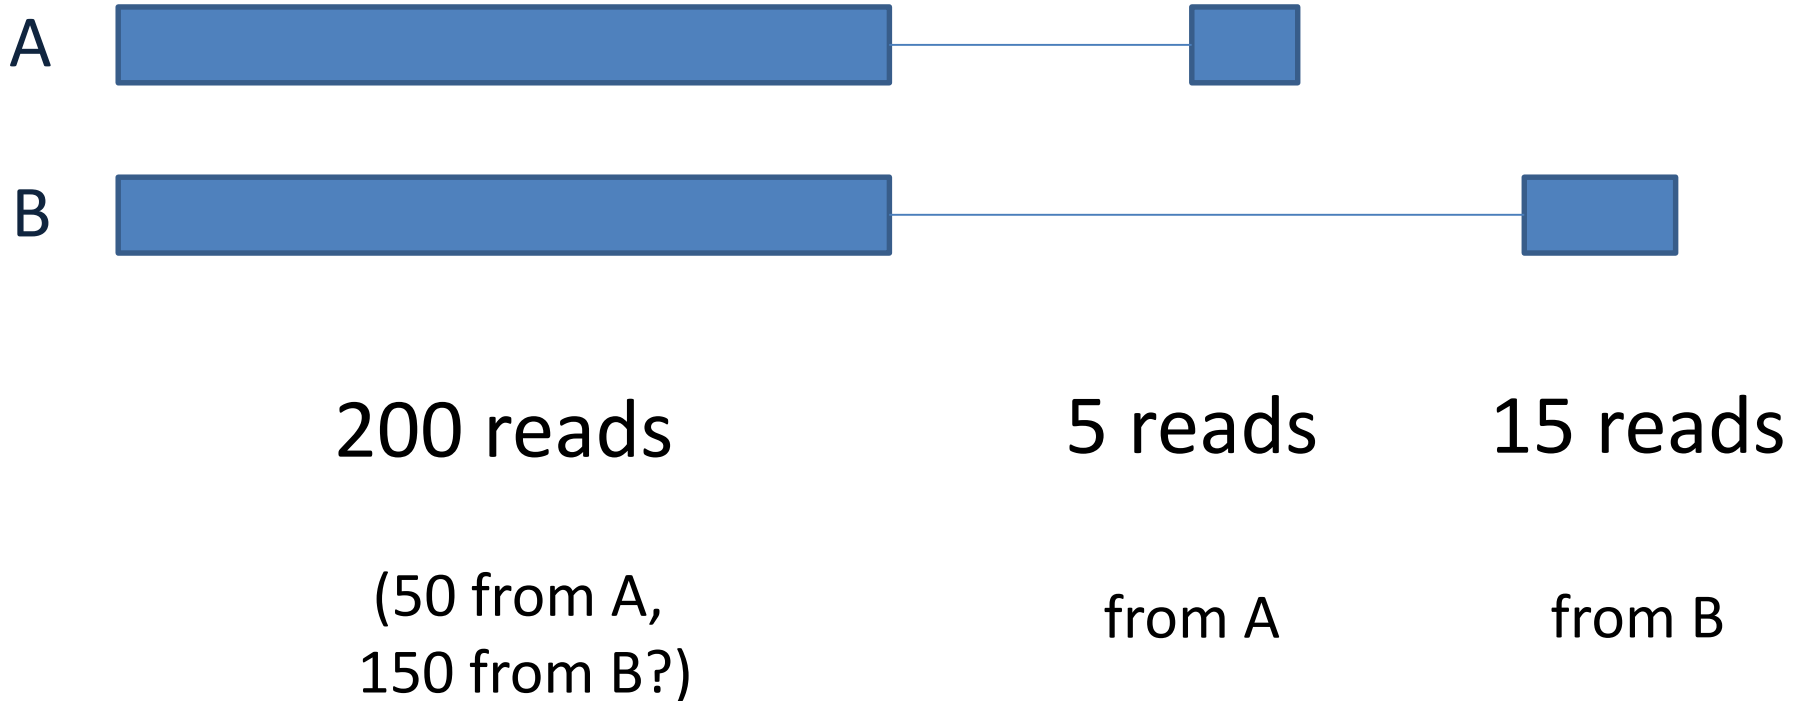 A
B
200 reads
5 reads
15 reads
(50 from A,
150 from B?)
from A
from B